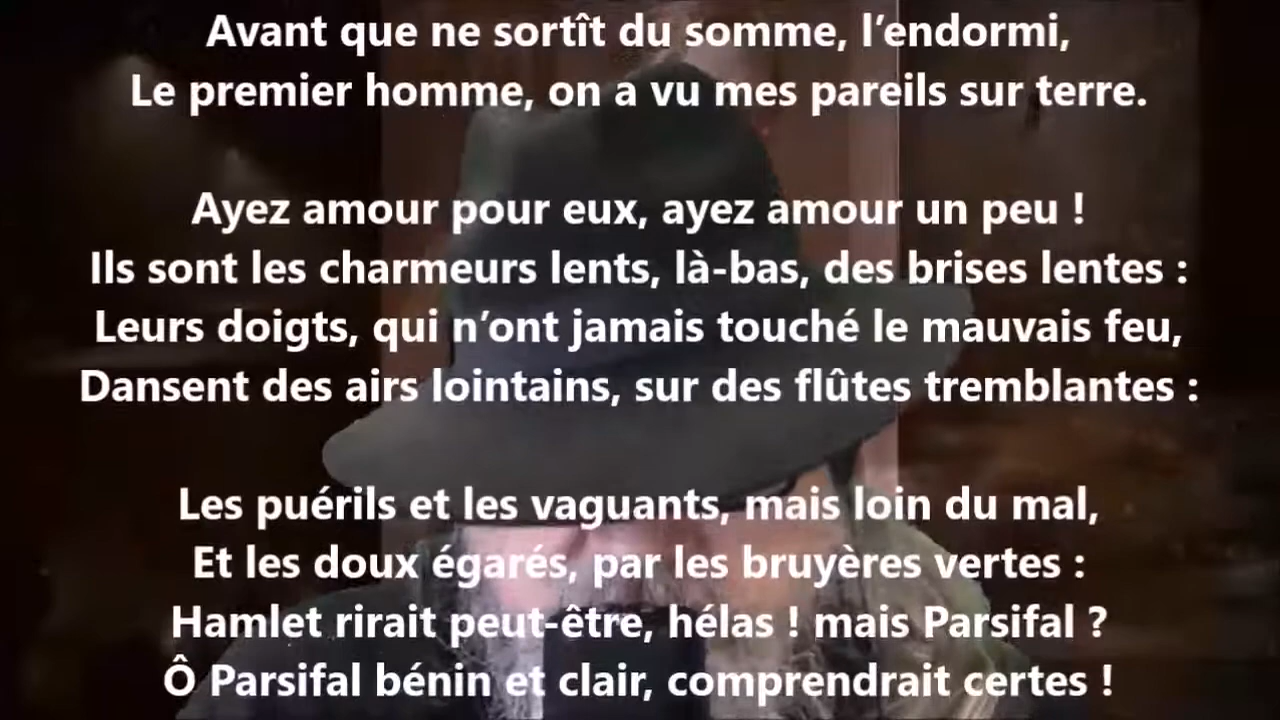 Avant que ne sortît du somme, l’endormi,
Le premier homme, on a vu mes pareils sur terre.
Ayez amour pour eux, ayez amour un peu !
Ils sont les charmeurs lents, là-bas, des brises lentes :
Leurs doigts, qui n’ont jamais touché le mauvais feu,
Dansent des airs lointains, sur des flûtes tremblantes :
Les puérils et les vaguants, mais loin du mal,
Et les doux égarés, par les bruyères vertes :
Hamlet rirait peut-être, hélas ! mais Parsifal ?
Ô Parsifal bénin et clair, comprendrait certes !